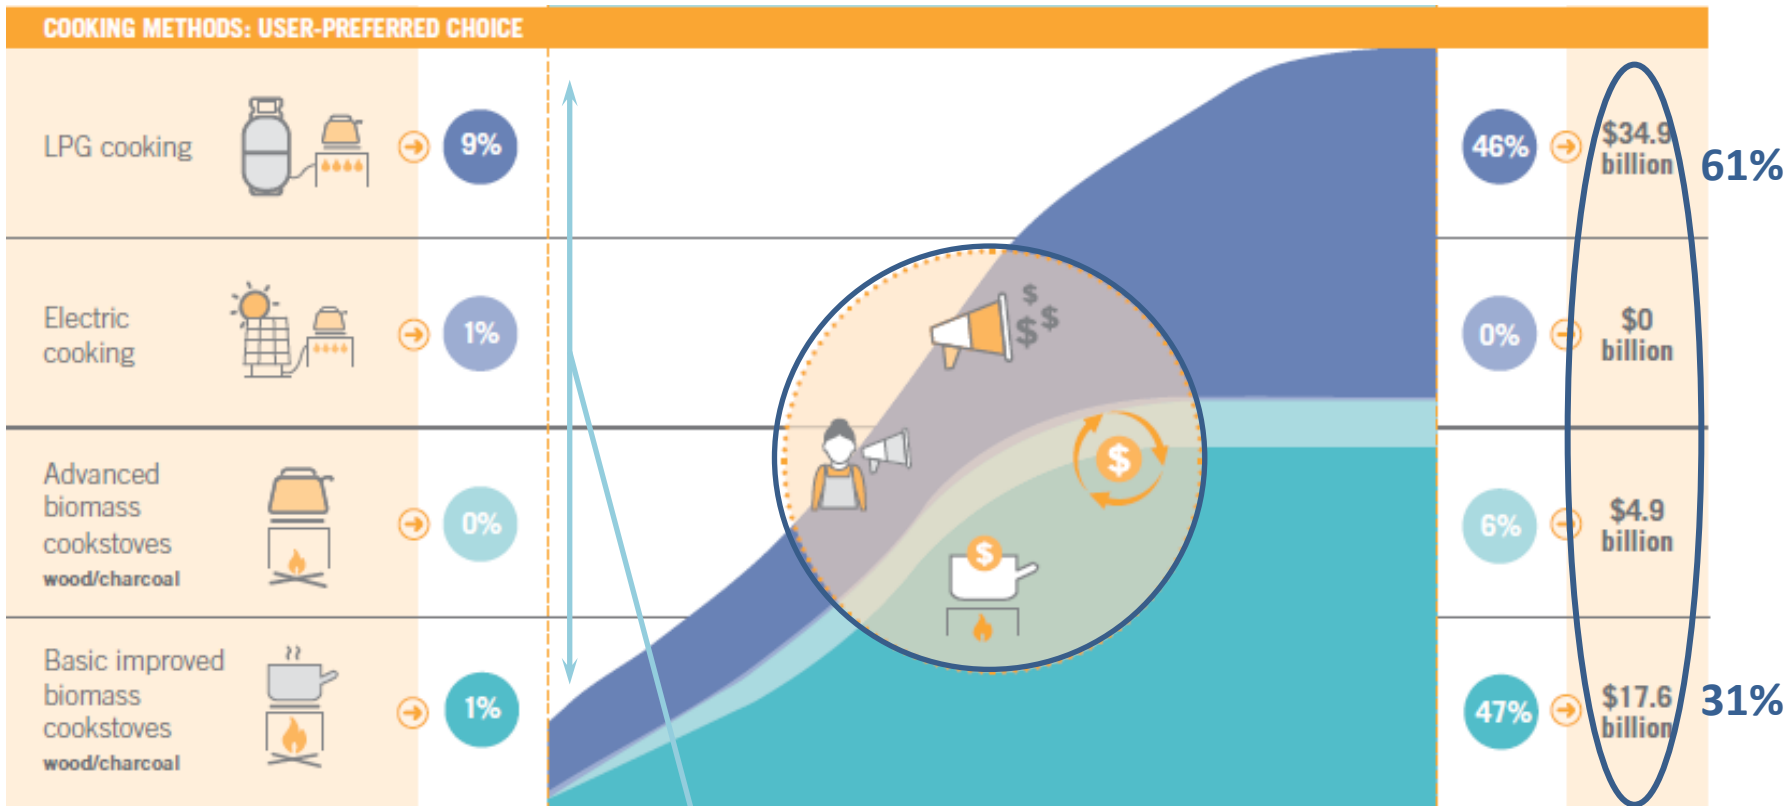 COOKING METHODS: USER-PREFERRED CHOICE
LPG cooking
9%
46%
$34.9
billion
61%
Electric
cooking
1%
$
$ $
0%
$0
billion
Advanced
biomass
cookstoves
wood/charcoal
0%
$
$
6%
$4.9
billion
Basic improved
biomass
cookstoves
wood/charcoal
1%
47%
$17.6
billion
31%